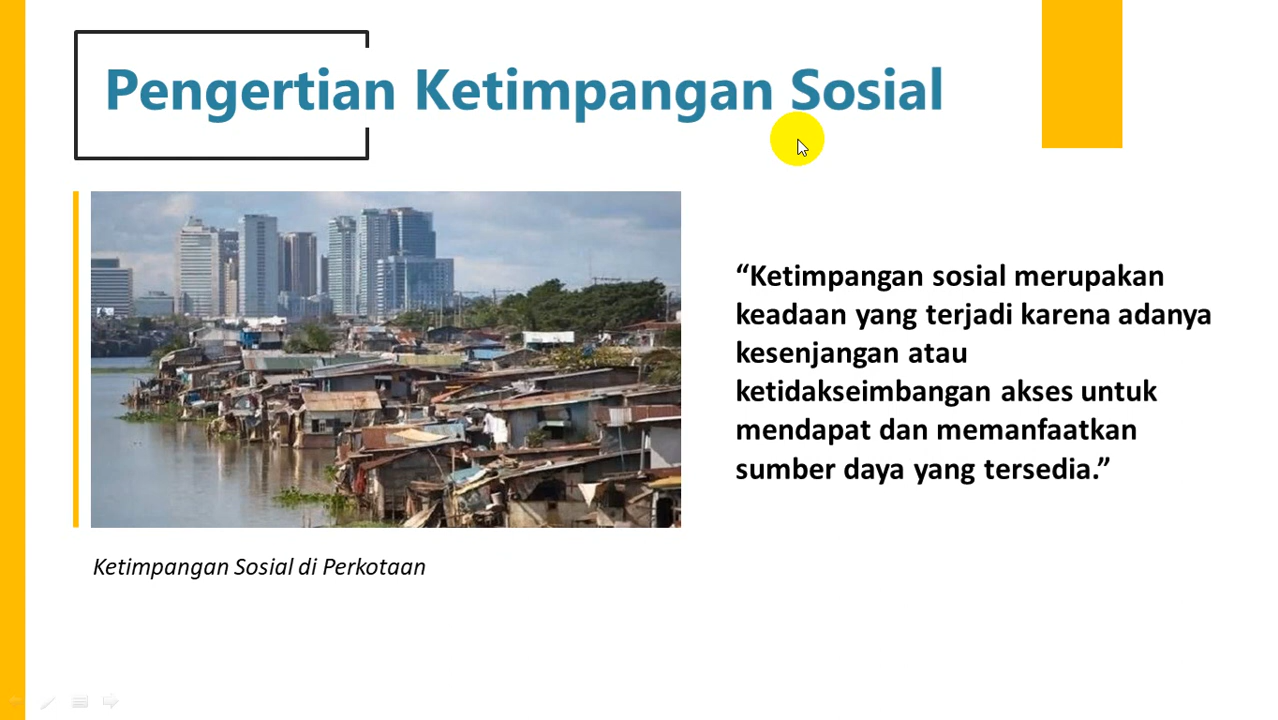 Pengertian Ketimpangan Sosial
“Ketimpangan sosial merupakan
keadaan yang terjadi karena adanya
kesenjangan atau
ketidakseimbangan akses untuk
mendapat dan memanfaatkan
sumber daya yang tersedia.”
Ketimpangan Sosial di Perkotaan